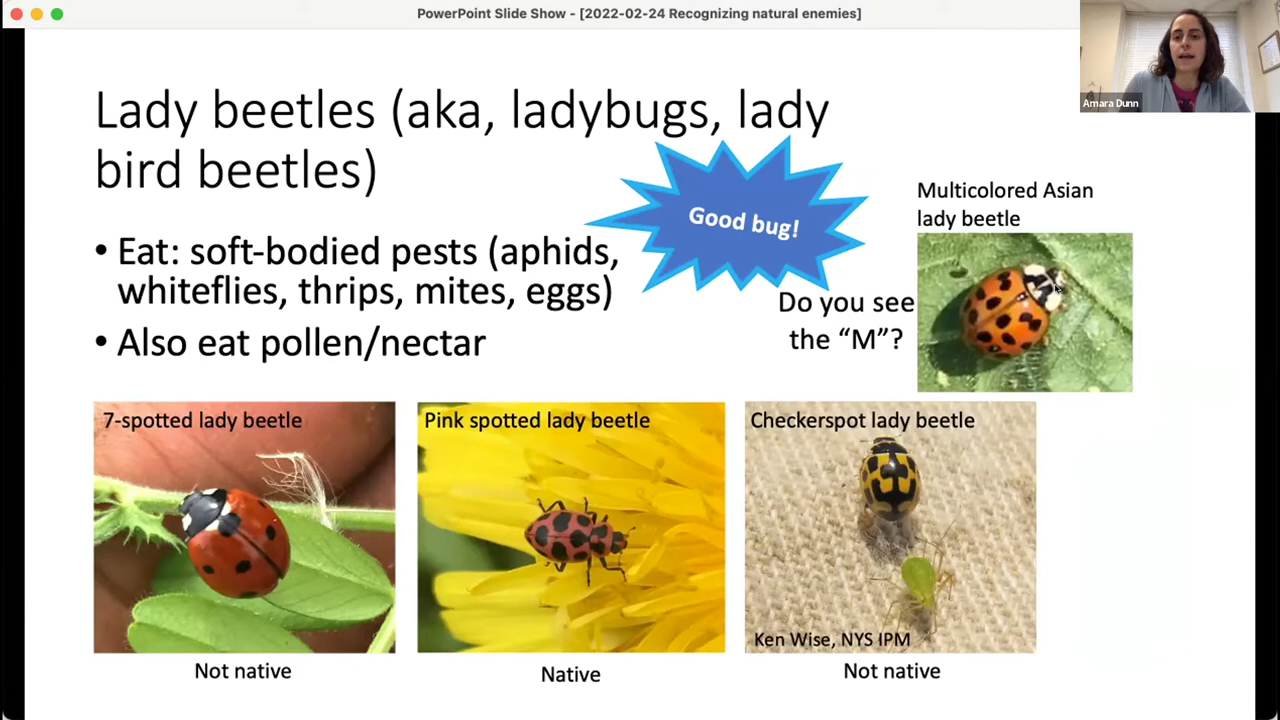 PowerPoint Slide Show - [2022-02-24 Recognizing natural enemies]
Amara Dunn
Lady beetles (aka, ladybugs, lady
bird beetles)
Good bug!
• Eat: soft-bodied pests (aphids,
whiteflies, thrips, mites, eggs)
• Also eat pollen/nectar
Multicolored Asian
lady beetle
Do you see
the “M”?
7-spotted lady beetle
Not native
Pink spotted lady beetle
Native
Checkerspot lady beetle
Ken Wise, NYS IPM
Not native